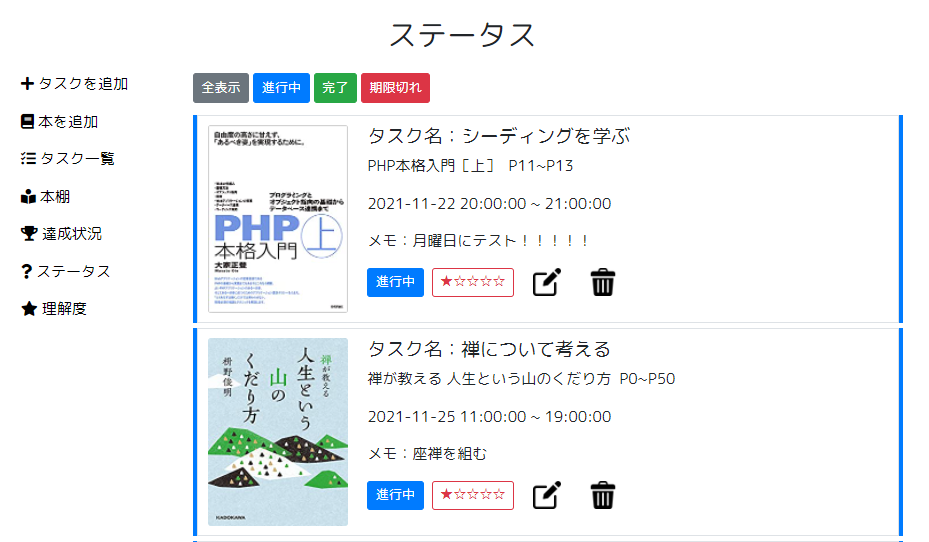 ステータス
タスクを追加
本を追加
タスク一覧
本棚
達成状況
ステータス
理解度
全表示 進行中 完了 期限切れ
自由度の高さに甘えず、
「あるべき姿」を実現するために。
プログラミングと
オブジェクト指向の基礎から
データベース連携まで
PHP 上
本格入門
大家正登
タスク名：シーディングを学ぶ
PHP本格入門［上］ P11~P13
2021-11-22 20:00:00 ~ 21:00:00
メモ：月曜日にテスト！！！！！
進行中 ★☆☆☆☆
禅が教える
人生という
山の
くだり方
枡野俊明
KADOKAWA
タスク名：禅について考える
禅が教える 人生という山のくだり方 P0~P50
2021-11-25 11:00:00 ~ 19:00:00
メモ：座禅を組む
進行中 ★☆☆☆☆